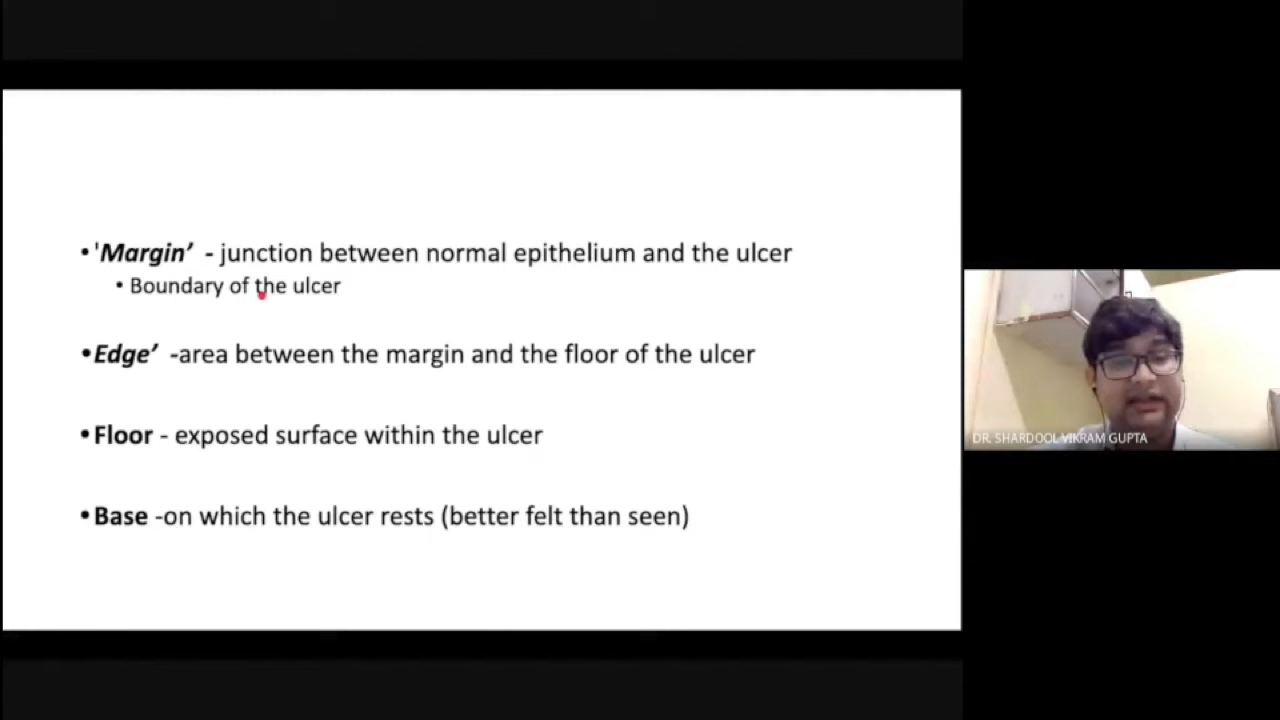 • 'Margin’ - junction between normal epithelium and the ulcer
• Boundary of the ulcer
•Edge’ -area between the margin and the floor of the ulcer
•Floor - exposed surface within the ulcer
•Base -on which the ulcer rests (better felt than seen)
DR. SHARDOOL VIKRAM GUPTA